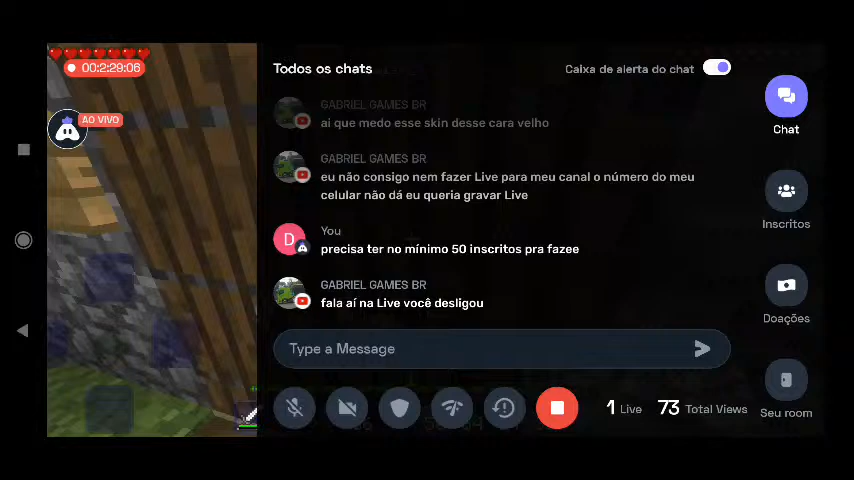 00:2:29:06
AO VIVO
Todos os chats
Caixa de alerta do chat
GABRIEL GAMES BR
ai que medo esse skin desse cara velho
GABRIEL GAMES BR
eu não consigo nem fazer Live para meu canal o número do meu
celular não dá eu queria gravar Live
You
D
precisa ter no mínimo 50 inscritos pra fazee
GABRIEL GAMES BR
fala aí na Live você desligou
Type a Message
1 Live
73 Total Views
Chat
Inscritos
Doações
Seu room